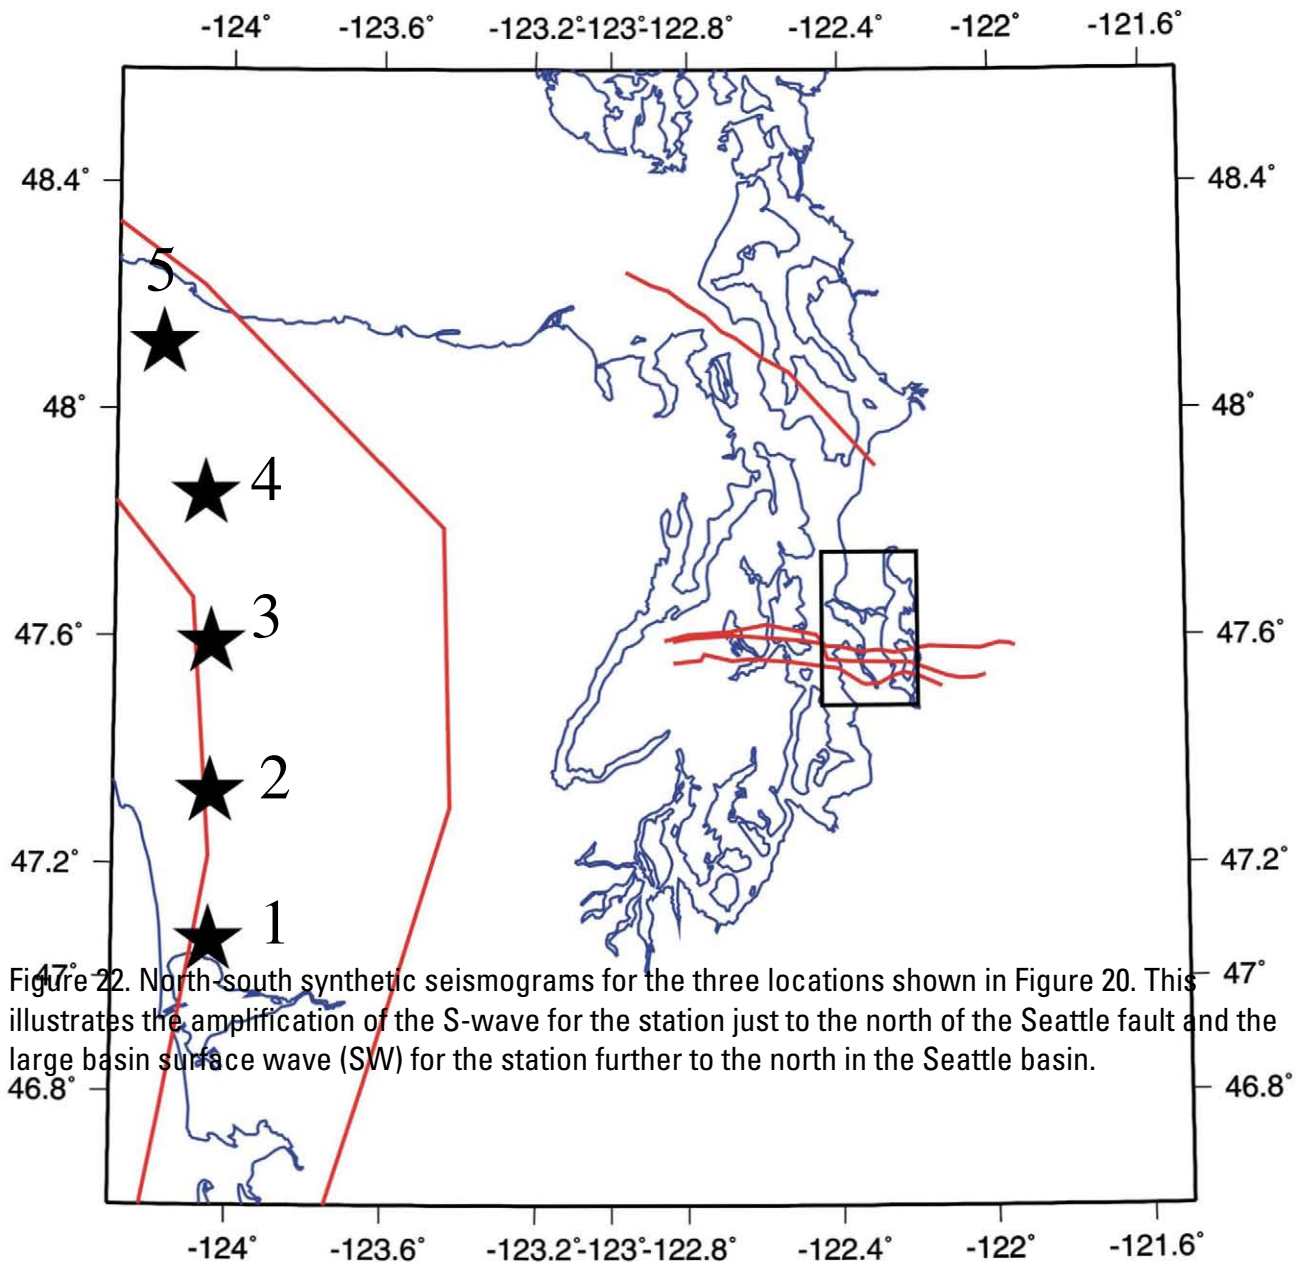 -124° -123.6° -123.2° -123° -122.8° -122.4° -122° -121.6°
48.4° 48.4°
5
48° 48°
4
3
47.6° 47.6°
2
47.2° 47.2°
1
47° 47°
Figure 22. North-south synthetic seismograms for the three locations shown in Figure 20. This
illustrates the amplification of the S-wave for the station just to the north of the Seattle fault and the
large basin surface wave (SW) for the station further to the north in the Seattle basin.
46.8° 46.8°
-124° -123.6° -123.2° -123° -122.8° -122.4° -122° -121.6°